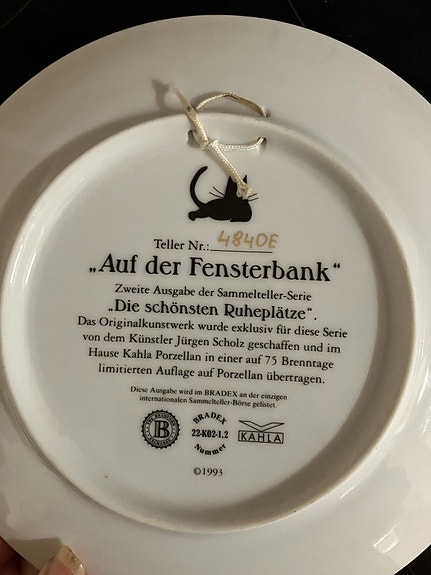 Teller Nr.: 4840E
„Auf der Fensterbank“
Zweite Ausgabe der Sammelteller-Serie
„Die schönsten Ruheplätze“.
Das Originalkunstwerk wurde exklusiv für diese Serie
von dem Künstler Jürgen Scholz geschaffen und im
Hause Kahla Porzellan in einer auf 75 Brenntage
limitierten Auflage auf Porzellan übertragen.
Diese Ausgabe wird im BRADEX an der einzigen
internationalen Sammelteller-Börse gelistet.
B
BRADEX
22-K02-1.2
Nummer
KAHLA
©1993